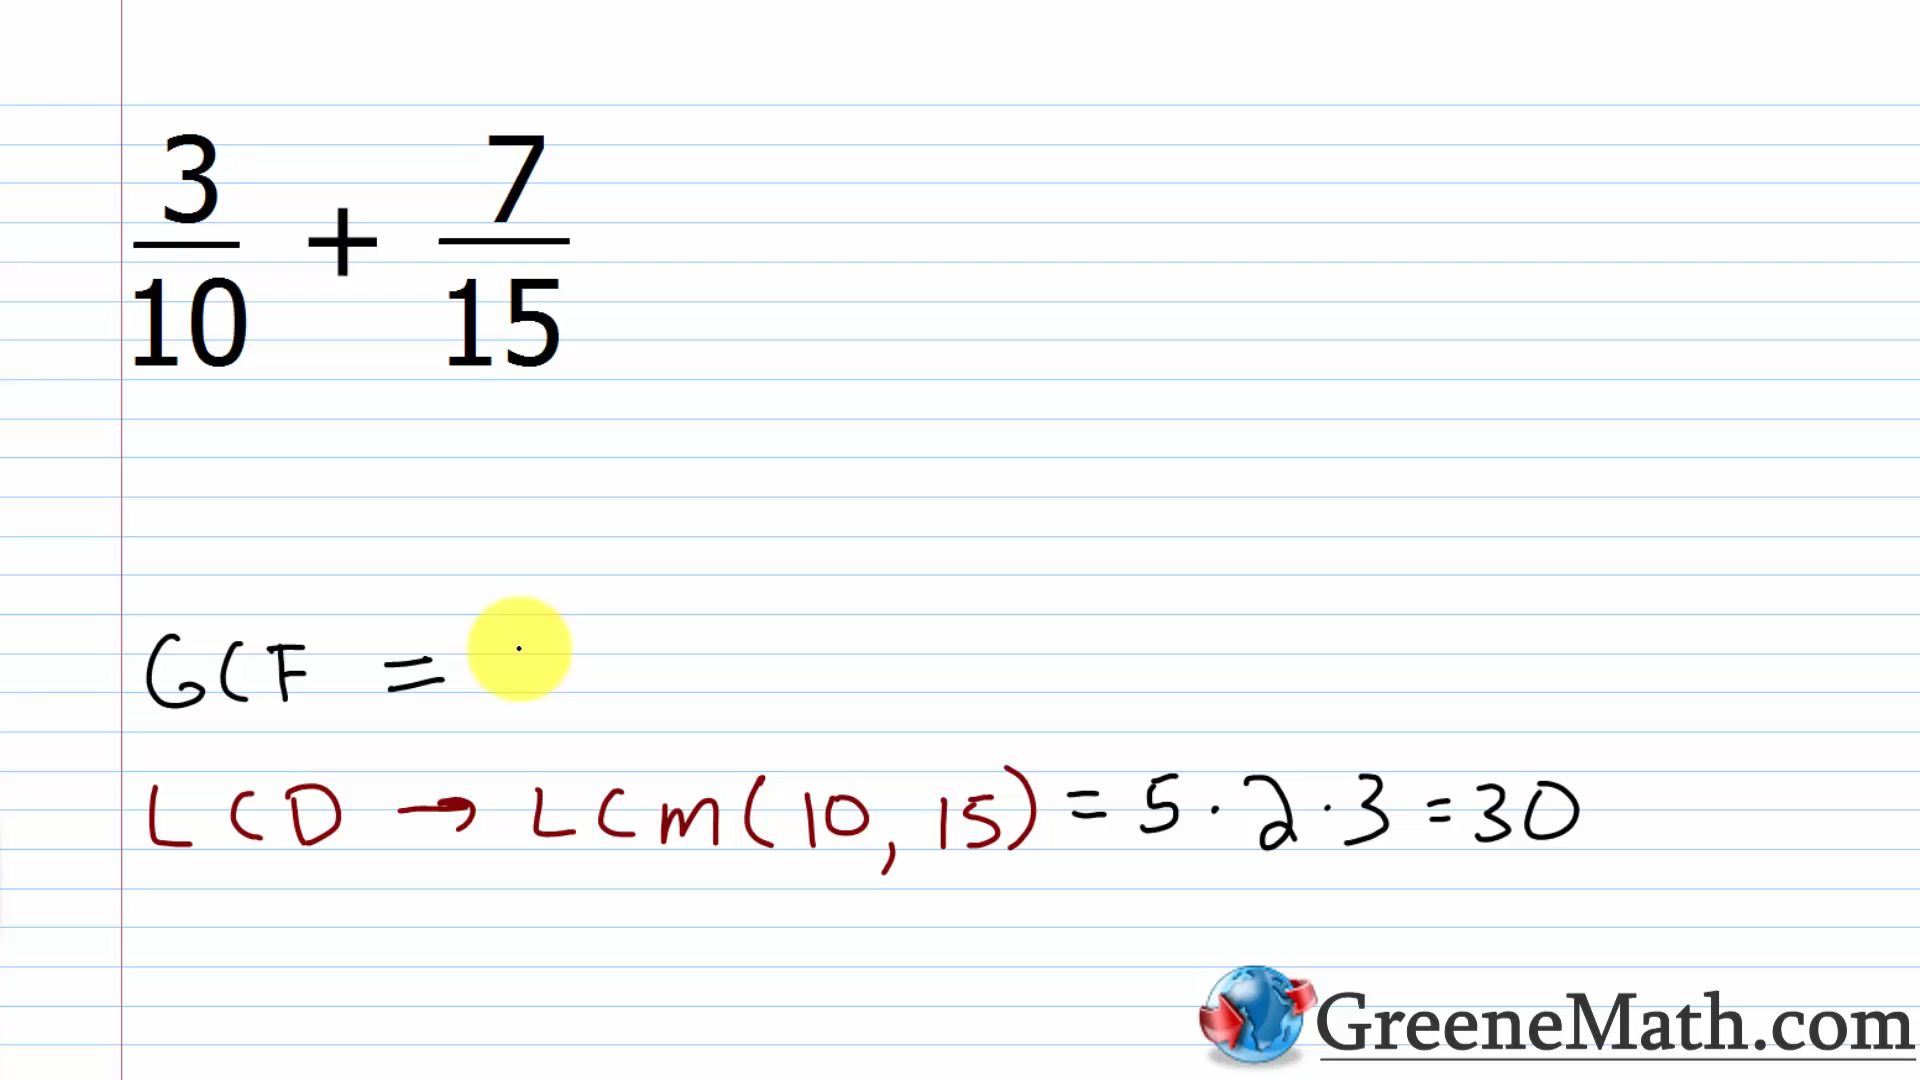 3/10 + 7/15
GCF =
LCD → LCM(10, 15) = 5 · 2 · 3 = 30
GreeneMath.com